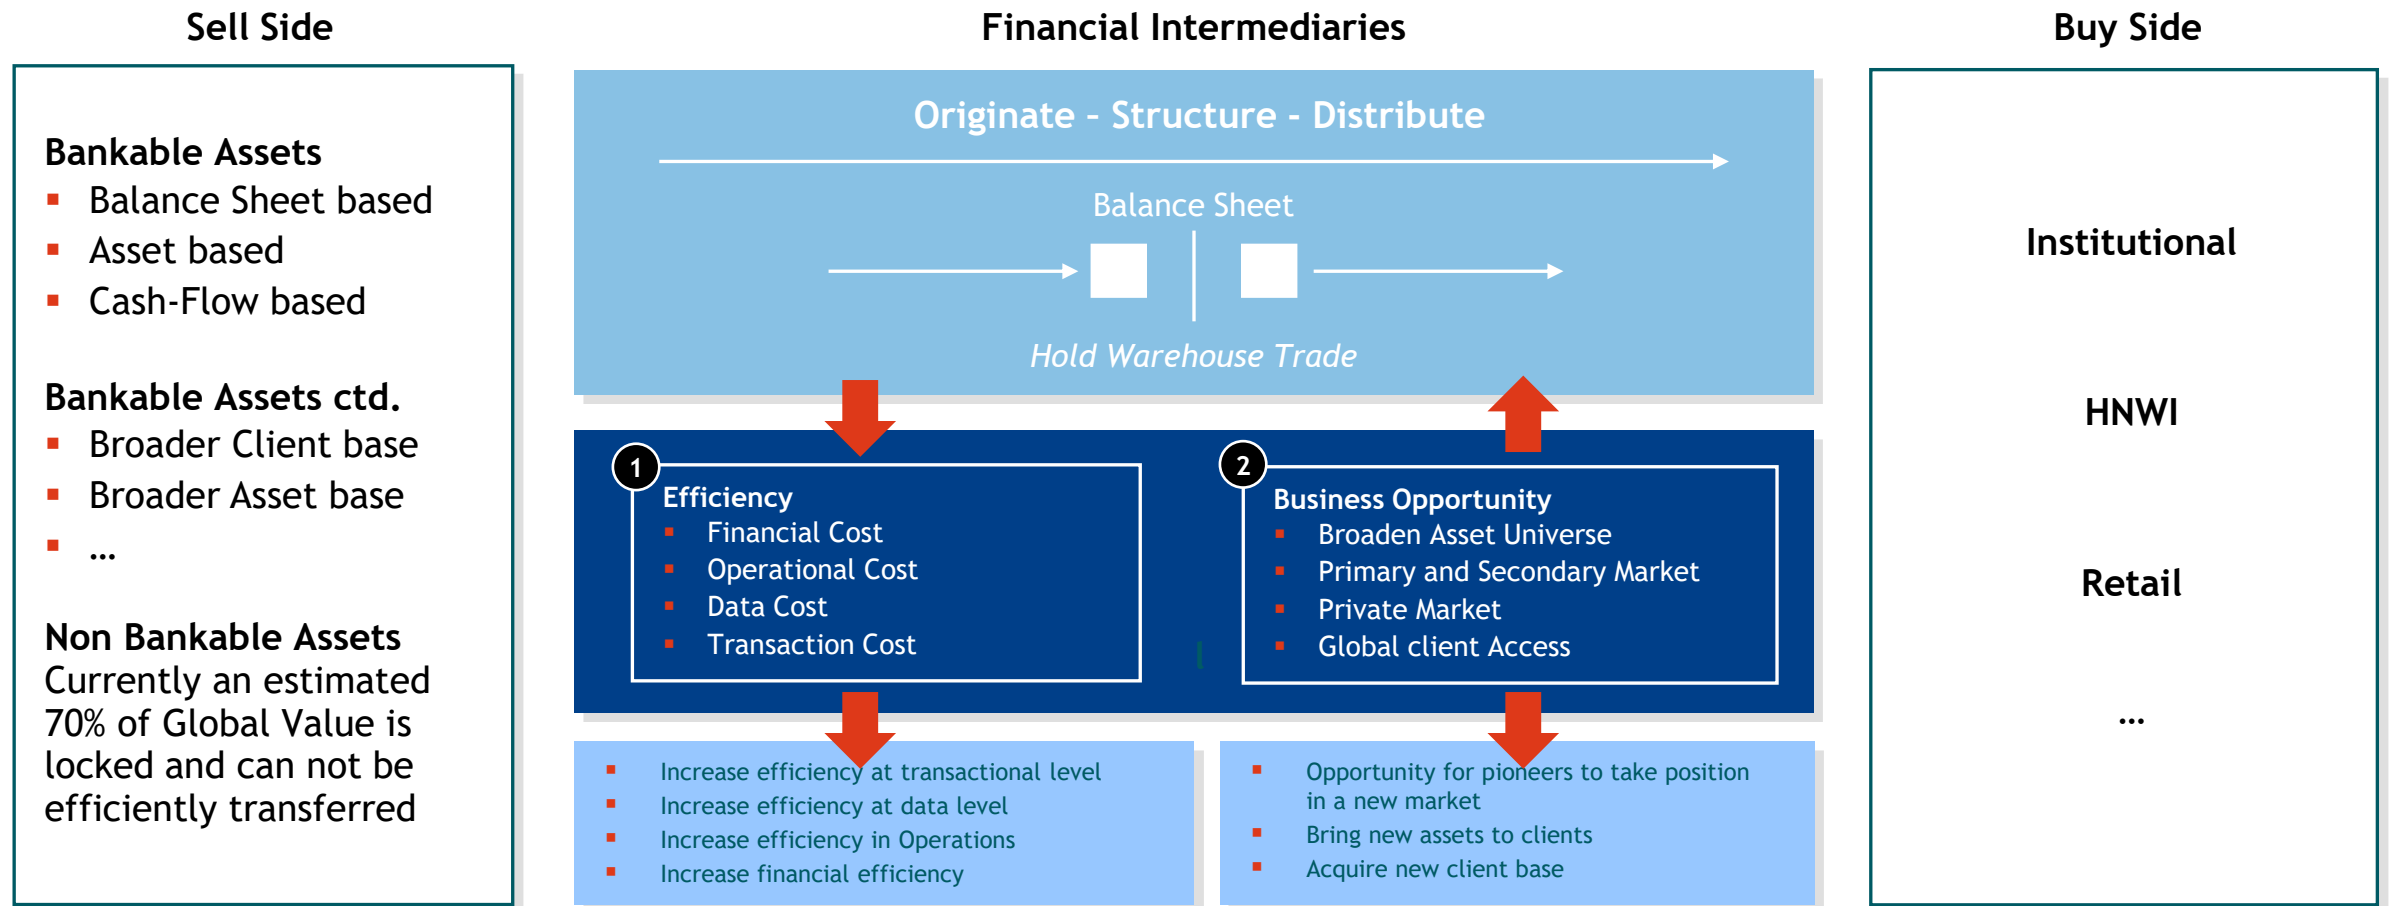 Sell Side
Bankable Assets
▪ Balance Sheet based
▪ Asset based
▪ Cash-Flow based
Bankable Assets ctd.
▪ Broader Client base
▪ Broader Asset base
▪ …
Non Bankable Assets
Currently an estimated
70% of Global Value is
locked and can not be
efficiently transferred
Financial Intermediaries
Originate – Structure - Distribute
Balance Sheet
Hold Warehouse Trade
1
Efficiency
▪ Financial Cost
▪ Operational Cost
▪ Data Cost
▪ Transaction Cost
2
Business Opportunity
▪ Broaden Asset Universe
▪ Primary and Secondary Market
▪ Private Market
▪ Global client Access
▪ Increase efficiency at transactional level
▪ Increase efficiency at data level
▪ Increase efficiency in Operations
▪ Increase financial efficiency
▪ Opportunity for pioneers to take position
in a new market
▪ Bring new assets to clients
▪ Acquire new client base
Buy Side
Institutional
HNWI
Retail
…